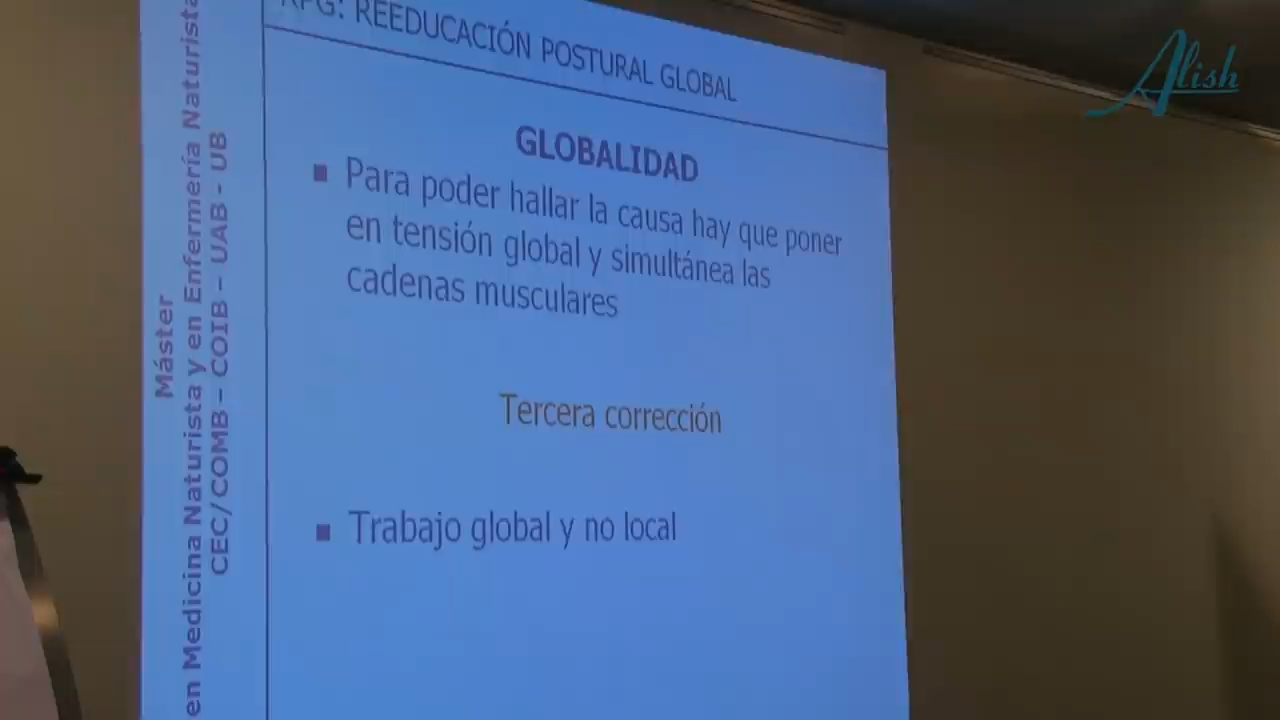 RPG: REEDUCACIÓN POSTURAL GLOBAL
GLOBALIDAD
▪ Para poder hallar la causa hay que poner
en tensión global y simultánea las
cadenas musculares
Tercera corrección
▪ Trabajo global y no local
Máster
en Medicina Naturista y en Enfermería Naturista
CEC/COMB – COIB – UAB - UB
Alish